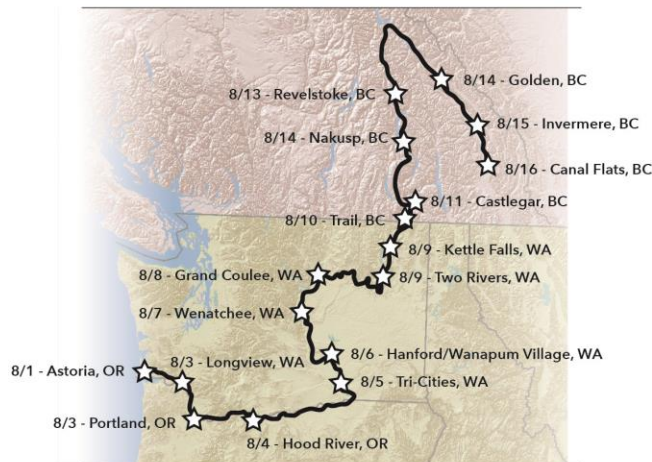 8/14 - Golden, BC
8/13 - Revelstoke, BC
8/15 - Invermere, BC
8/14 - Nakusp, BC
8/16 - Canal Flats, BC
8/11 - Castlegar, BC
8/10 - Trail, BC
8/9 - Kettle Falls, WA
8/8 - Grand Coulee, WA
8/9 - Two Rivers, WA
8/7 - Wenatchee, WA
8/6 - Hanford/Wanapum Village, WA
8/3 - Longview, WA
8/1 - Astoria, OR
8/5 - Tri-Cities, WA
8/3 - Portland, OR
8/4 - Hood River, OR